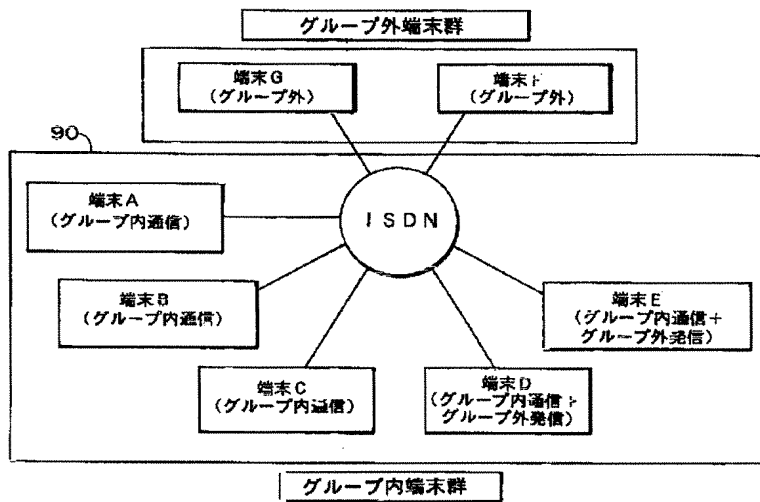 グループ外端末群
端末G
(グループ外)
端末F
(グループ外)
90
端末A
(グループ内通信)
ISDN
端末B
(グループ内通信)
端末E
(グループ内通信+
グループ外発信)
端末C
(グループ内通信)
端末D
(グループ内通信+
グループ外発信)
グループ内端末群